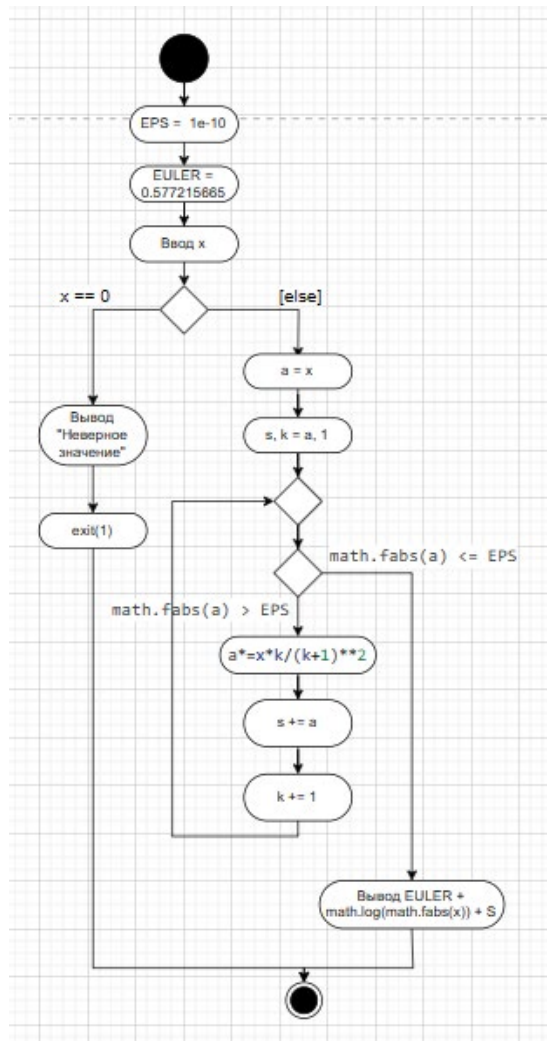 EPS = 1e-10
EULER =
0.577215665
Ввод x
x == 0
[else]
a = x
Вывод
"Неверное
значение"
s, k = a, 1
exit(1)
math.fabs(a) <= EPS
math.fabs(a) > EPS
a*=x*k/(k+1)**2
s += a
k += 1
Вывод EULER +
math.log(math.fabs(x)) + S